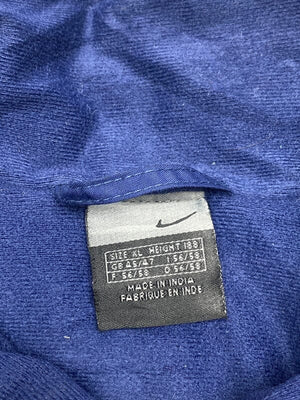 SIZE XL HEIGHT 188
GB 45/47 I 56/58
F 56/58 D 56/58
MADE IN INDIA
FABRIQUE EN INDE